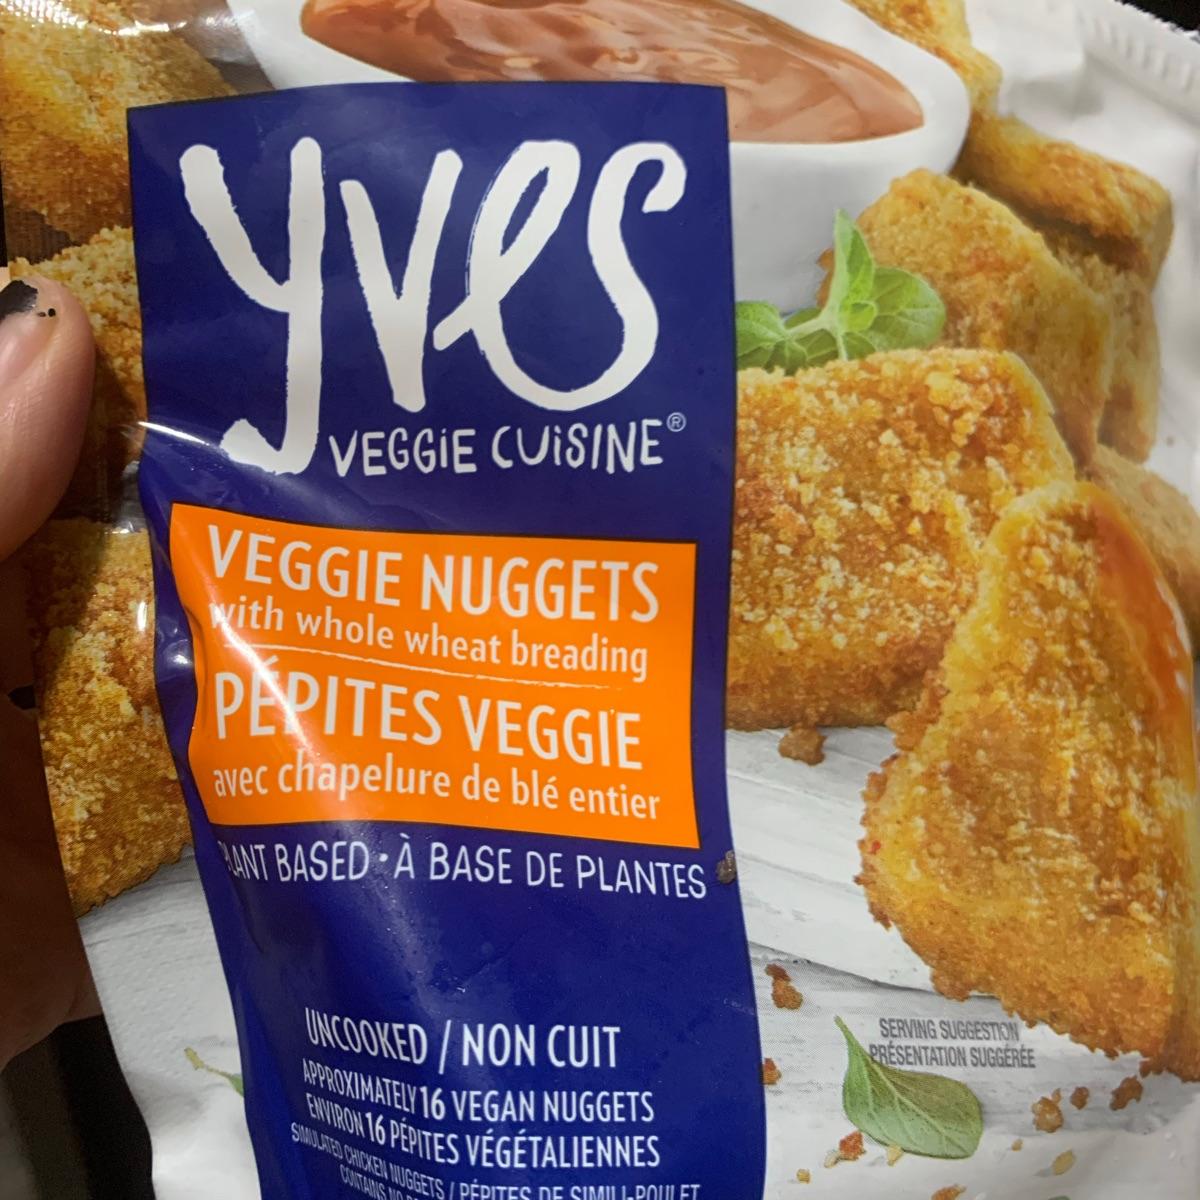 yves
VEGGiE CUiSiNE®
VEGGIE NUGGETS
with whole wheat breading
PÉPITES VEGGIE
avec chapelure de blé entier
PLANT BASED · À BASE DE PLANTES
UNCOOKED / NON CUIT
APPROXIMATELY 16 VEGAN NUGGETS
ENVIRON 16 PÉPITES VÉGÉTALIENNES
SIMULATED CHICKEN NUGGETS / PÉPITES DE SIMILI-POULET
CONTAINS NO
SERVING SUGGESTION
PRÉSENTATION SUGGÉRÉE